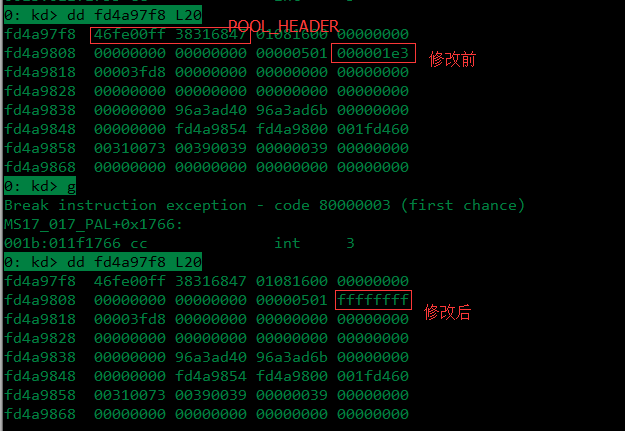 0: kd> dd fd4a97f8 L20
POOL_HEADER
fd4a97f8 46fe00ff 38316847 01081600 00000000
fd4a9808 00000000 00000000 00000501 000001e3
修改前
fd4a9818 00003fd8 00000000 00000000 00000000
fd4a9828 00000000 00000000 00000000 00000000
fd4a9838 00000000 96a3ad40 96a3ad6b 00000000
fd4a9848 00000000 fd4a9854 fd4a9800 001fd460
fd4a9858 00310073 00390039 00000039 00000000
fd4a9868 00000000 00000000 00000000 00000000
0: kd> g
Break instruction exception - code 80000003 (first chance)
MS17_017_PAL+0x1766:
001b:011f1766 cc int 3
0: kd> dd fd4a97f8 L20
fd4a97f8 46fe00ff 38316847 01081600 00000000
fd4a9808 00000000 00000000 00000501 ffffffff
修改后
fd4a9818 00003fd8 00000000 00000000 00000000
fd4a9828 00000000 00000000 00000000 00000000
fd4a9838 00000000 96a3ad40 96a3ad6b 00000000
fd4a9848 00000000 fd4a9854 fd4a9800 001fd460
fd4a9858 00310073 00390039 00000039 00000000
fd4a9868 00000000 00000000 00000000 00000000